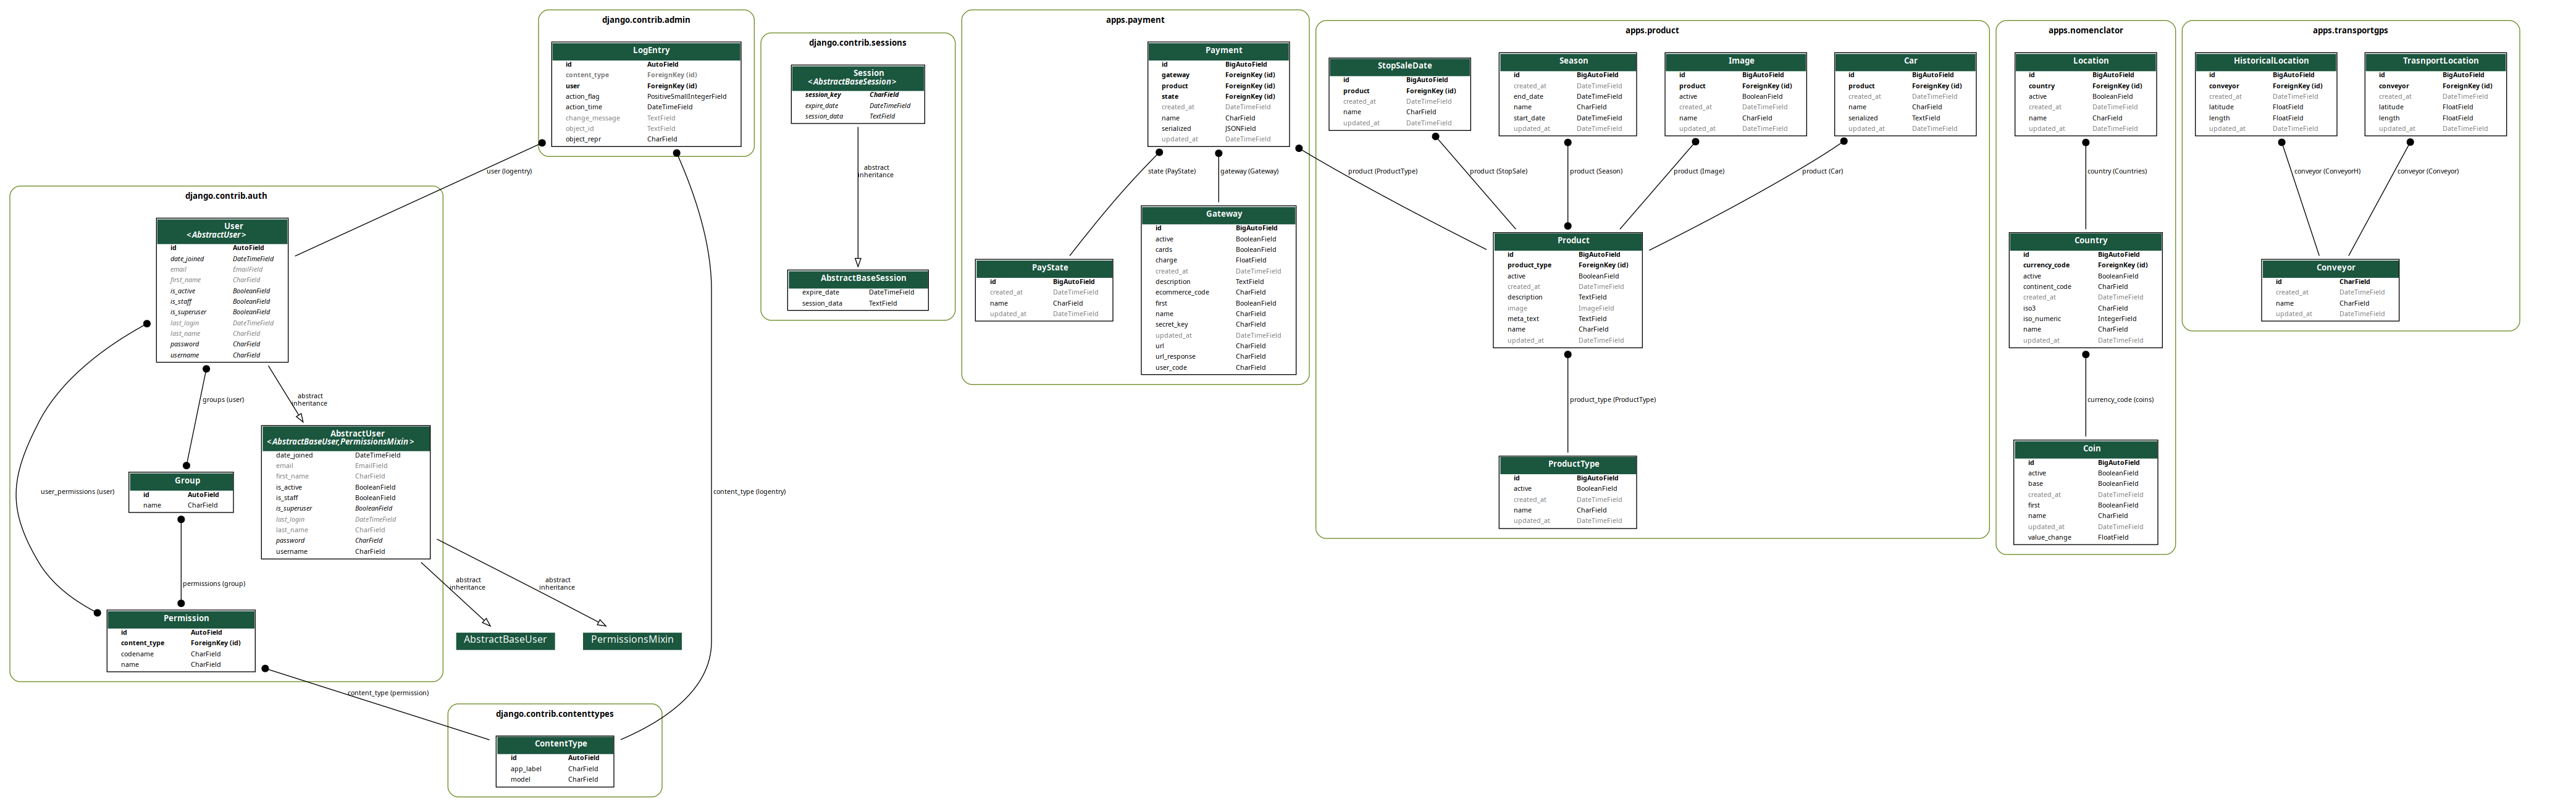 django.contrib.admin
LogEntry
id AutoField
content_type ForeignKey (id)
user ForeignKey (id)
action_flag PositiveSmallIntegerField
action_time DateTimeField
change_message TextField
object_id TextField
object_repr CharField
django.contrib.sessions
Session
<AbstractBaseSession>
session_key CharField
expire_date DateTimeField
session_data TextField
abstract
inheritance
AbstractBaseSession
expire_date DateTimeField
session_data TextField
apps.payment
Payment
id BigAutoField
gateway ForeignKey (id)
product ForeignKey (id)
state ForeignKey (id)
created_at DateTimeField
name CharField
serialized JSONField
updated_at DateTimeField
state (PayState)
gateway (Gateway)
PayState
id BigAutoField
created_at DateTimeField
name CharField
updated_at DateTimeField
Gateway
id BigAutoField
active BooleanField
cards BooleanField
charge FloatField
created_at DateTimeField
description TextField
ecommerce_code CharField
first BooleanField
name CharField
secret_key CharField
updated_at DateTimeField
url CharField
url_response CharField
user_code CharField
apps.product
StopSaleDate
id BigAutoField
product ForeignKey (id)
created_at DateTimeField
name CharField
updated_at DateTimeField
Season
id BigAutoField
created_at DateTimeField
end_date DateTimeField
name CharField
start_date DateTimeField
updated_at DateTimeField
Image
id BigAutoField
product ForeignKey (id)
active BooleanField
created_at DateTimeField
name CharField
updated_at DateTimeField
Car
id BigAutoField
product ForeignKey (id)
created_at DateTimeField
name CharField
serialized TextField
updated_at DateTimeField
product (ProductType)
product (StopSale)
product (Season)
product (Image)
product (Car)
Product
id BigAutoField
product_type ForeignKey (id)
active BooleanField
created_at DateTimeField
description TextField
image ImageField
meta_text TextField
name CharField
updated_at DateTimeField
product_type (ProductType)
ProductType
id BigAutoField
active BooleanField
created_at DateTimeField
name CharField
updated_at DateTimeField
apps.nomenclator
Location
id BigAutoField
country ForeignKey (id)
active BooleanField
created_at DateTimeField
name CharField
updated_at DateTimeField
country (Countries)
Country
id BigAutoField
currency_code ForeignKey (id)
active BooleanField
continent_code CharField
created_at DateTimeField
iso3 CharField
iso_numeric IntegerField
name CharField
updated_at DateTimeField
currency_code (coins)
Coin
id BigAutoField
active BooleanField
base BooleanField
created_at DateTimeField
first BooleanField
name CharField
updated_at DateTimeField
value_change FloatField
apps.transportgps
HistoricalLocation
id BigAutoField
conveyor ForeignKey (id)
created_at DateTimeField
latitude FloatField
length FloatField
updated_at DateTimeField
TrasnportLocation
id BigAutoField
conveyor ForeignKey (id)
created_at DateTimeField
latitude FloatField
length FloatField
updated_at DateTimeField
conveyor (ConveyorH)
conveyor (Conveyor)
Conveyor
id CharField
created_at DateTimeField
name CharField
updated_at DateTimeField
user (logentry)
django.contrib.auth
User
<AbstractUser>
id AutoField
date_joined DateTimeField
email EmailField
first_name CharField
is_active BooleanField
is_staff BooleanField
is_superuser BooleanField
last_login DateTimeField
last_name CharField
password CharField
username CharField
groups (user)
abstract
inheritance
AbstractUser
<AbstractBaseUser,PermissionsMixin>
date_joined DateTimeField
email EmailField
first_name CharField
is_active BooleanField
is_staff BooleanField
is_superuser BooleanField
last_login DateTimeField
last_name CharField
password CharField
username CharField
Group
id AutoField
name CharField
user_permissions (user)
content_type (logentry)
permissions (group)
abstract
inheritance
abstract
inheritance
Permission
id AutoField
content_type ForeignKey (id)
codename CharField
name CharField
AbstractBaseUser
PermissionsMixin
content_type (permission)
django.contrib.contenttypes
ContentType
id AutoField
app_label CharField
model CharField